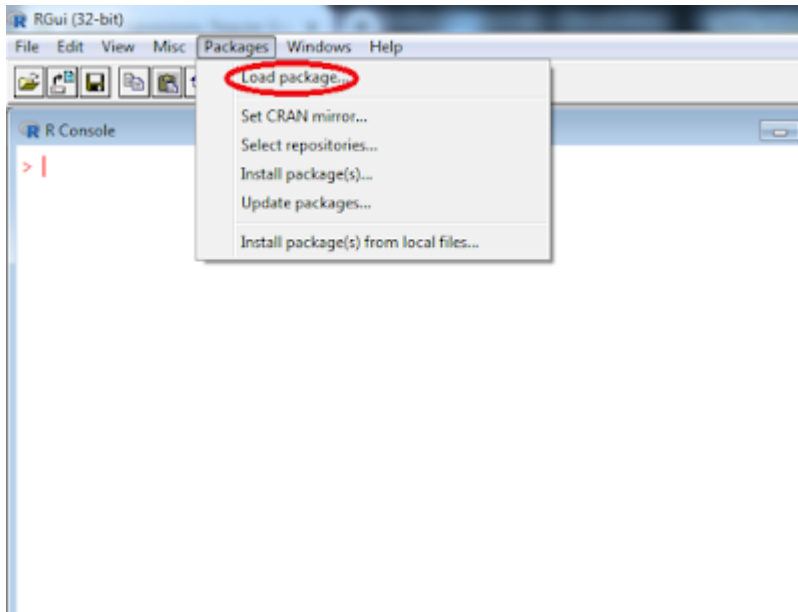 RGui (32-bit)
File Edit View Misc Packages Windows Help
Load package...
Set CRAN mirror...
Select repositories...
Install package(s)...
Update packages...
Install package(s) from local files...
R Console
>